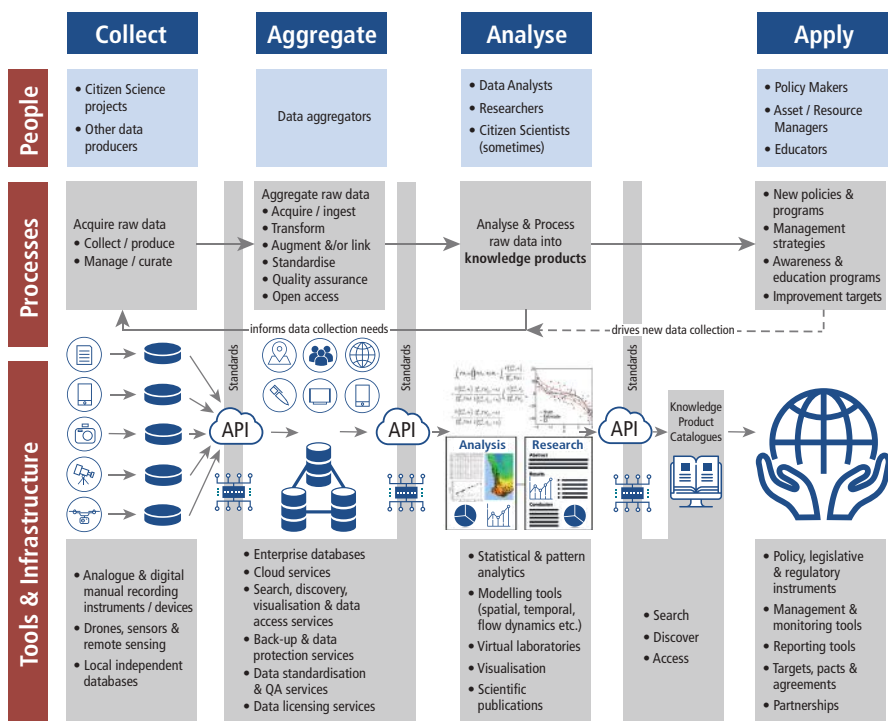 Collect
Aggregate
Analyse
Apply
People
• Citizen Science
projects
• Other data
producers
Data aggregators
• Data Analysts
• Researchers
• Citizen Scientists
(sometimes)
• Policy Makers
• Asset / Resource
Managers
• Educators
Processes
Acquire raw data
• Collect / produce
• Manage / curate
Standards
Aggregate raw data
• Acquire / ingest
• Transform
• Augment &/or link
• Standardise
• Quality assurance
• Open access
Standards
Analyse & Process
raw data into
knowledge products
Standards
• New policies &
programs
• Management
strategies
• Awareness &
education programs
• Improvement targets
informs data collection needs
drives new data collection
Tools & Infrastructure
Standards
Standards
Standards
API
API
API
Analysis
Research
Abstract
Results
Conclusion
Knowledge
Product
Catalogues
• Analogue & digital
manual recording
instruments / devices
• Drones, sensors &
remote sensing
• Local independent
databases
• Enterprise databases
• Cloud services
• Search, discovery,
visualisation & data
access services
• Back-up & data
protection services
• Data standardisation
& QA services
• Data licensing services
• Statistical & pattern
analytics
• Modelling tools
(spatial, temporal,
flow dynamics etc.)
• Virtual laboratories
• Visualisation
• Scientific
publications
• Search
• Discover
• Access
• Policy, legislative
& regulatory
instruments
• Management &
monitoring tools
• Reporting tools
• Targets, pacts &
agreements
• Partnerships